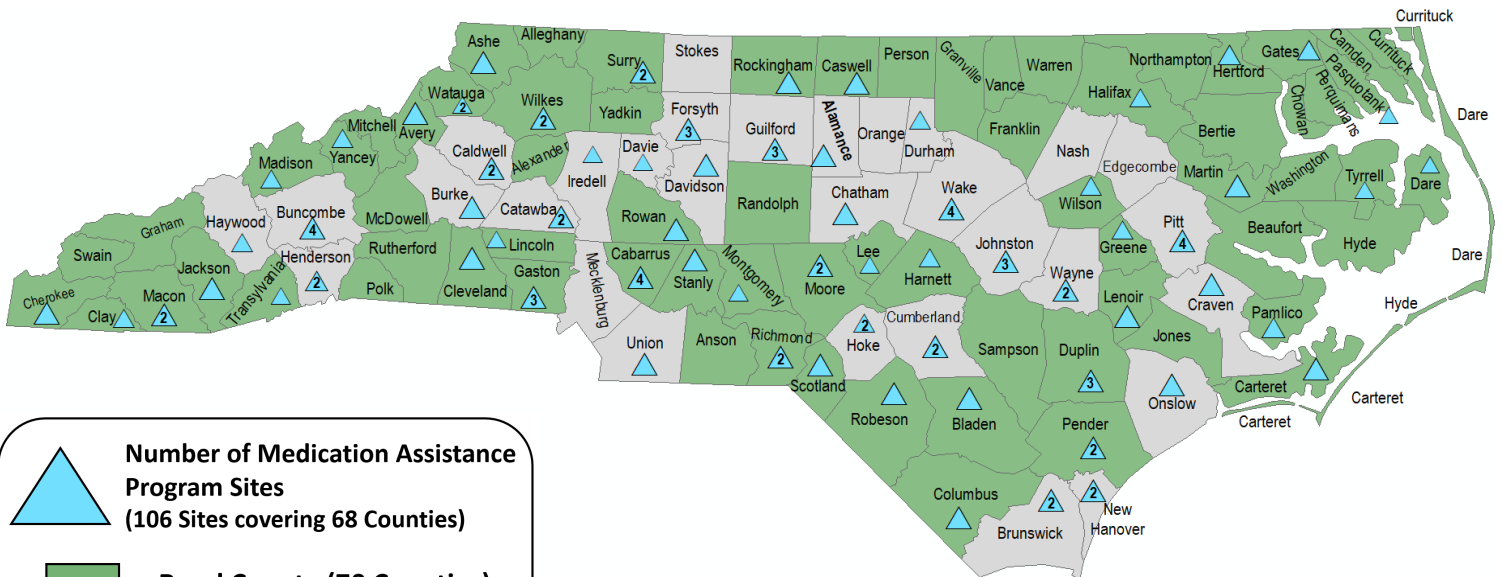 Currituck
Ashe
Alleghany
Surry
2
Stokes
Rockingham
Caswell
Person
Granville
Vance
Warren
Northampton
Hertford
Gates
Camden
Currituck
Pasquotank
Perquimans
Chowan
Halifax
Watauga
2
Wilkes
2
Yadkin
Forsyth
3
Guilford
3
Alamance
Orange
Durham
Franklin
Nash
Edgecombe
Bertie
Dare
Mitchell
Avery
Yancey
Madison
Caldwell
2
Alexander
Iredell
Davie
Davidson
Randolph
Chatham
Wake
4
Wilson
Martin
Washington
Tyrrell
Dare
Burke
Catawba
2
Rowan
Haywood
Buncombe
4
McDowell
Graham
Swain
Jackson
Henderson
2
Rutherford
Lincoln
Cabarrus
4
Stanly
Montgomery
2
Moore
Lee
Harnett
Johnston
3
Greene
Pitt
4
Beaufort
Hyde
Dare
Cherokee
Clay
Macon
2
Transylvania
Polk
Cleveland
Gaston
3
Mecklenburg
Wayne
2
Lenoir
Craven
Pamlico
Hyde
Union
Anson
Richmond
2
Scotland
2
Hoke
Cumberland
2
Sampson
Duplin
3
Jones
Onslow
Carteret
Carteret
Carteret
Robeson
Bladen
Pender
2
Columbus
2
Brunswick
2
New
Hanover
Number of Medication Assistance
Program Sites
(106 Sites covering 68 Counties)